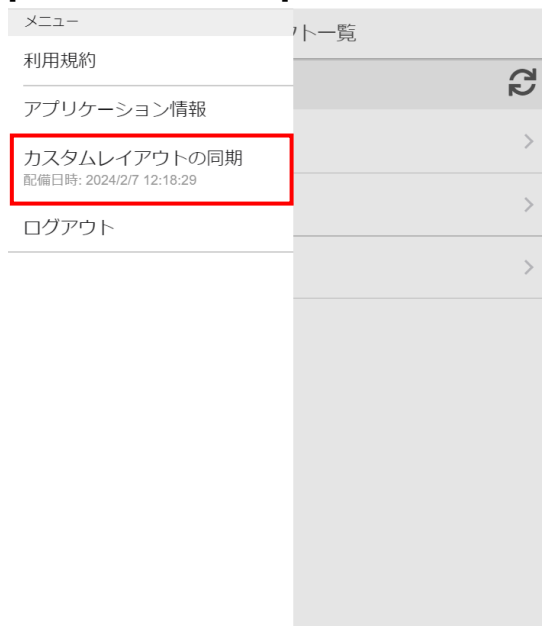 メニュー
クト一覧
利用規約
アプリケーション情報
カスタムレイアウトの同期
配備日時: 2024/2/7 12:18:29
ログアウト